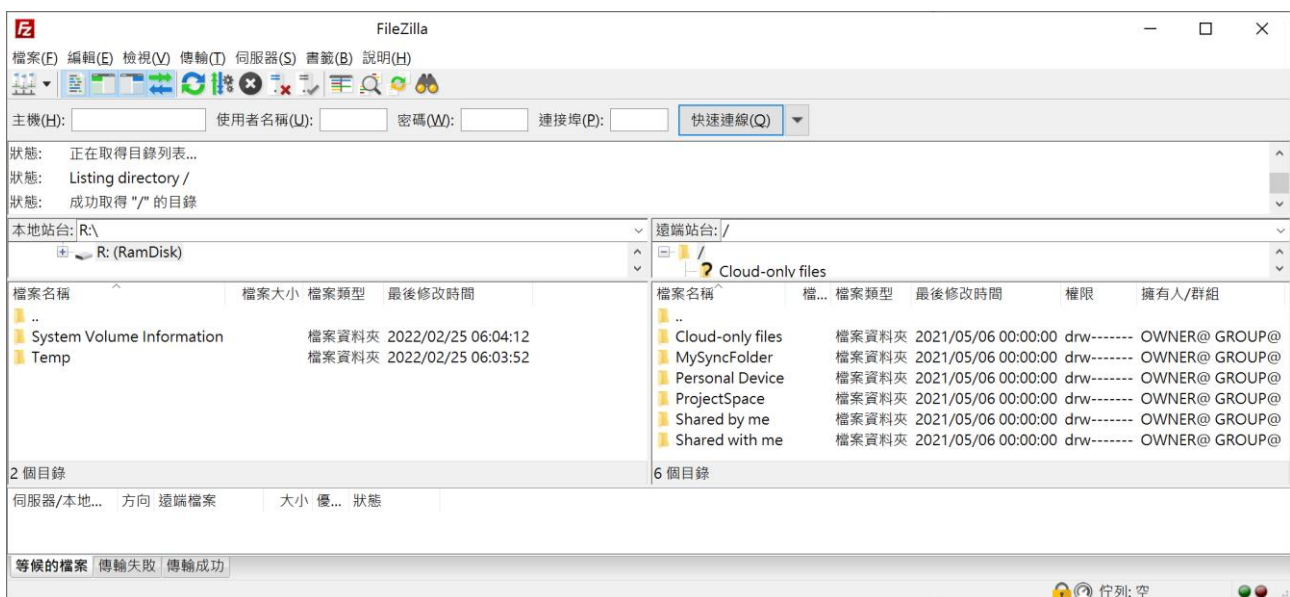 FileZilla
檔案(F) 編輯(E) 檢視(V) 傳輸(T) 伺服器(S) 書籤(B) 說明(H)
主機(H): 使用者名稱(U): 密碼(W): 連接埠(P): 快速連線(Q)
狀態: 正在取得目錄列表...
狀態: Listing directory /
狀態: 成功取得 "/" 的目錄
本地站台: R:\
R: (RamDisk)
檔案名稱 檔案大小 檔案類型 最後修改時間
..
System Volume Information 檔案資料夾 2022/02/25 06:04:12
Temp 檔案資料夾 2022/02/25 06:03:52
2 個目錄
遠端站台: /
/
Cloud-only files
檔案名稱 檔... 檔案類型 最後修改時間 權限 擁有人/群組
..
Cloud-only files 檔案資料夾 2021/05/06 00:00:00 drw------- OWNER@ GROUP@
MySyncFolder 檔案資料夾 2021/05/06 00:00:00 drw------- OWNER@ GROUP@
Personal Device 檔案資料夾 2021/05/06 00:00:00 drw------- OWNER@ GROUP@
ProjectSpace 檔案資料夾 2021/05/06 00:00:00 drw------- OWNER@ GROUP@
Shared by me 檔案資料夾 2021/05/06 00:00:00 drw------- OWNER@ GROUP@
Shared with me 檔案資料夾 2021/05/06 00:00:00 drw------- OWNER@ GROUP@
6 個目錄
伺服器/本地... 方向 遠端檔案 大小 優... 狀態
等候的檔案 傳輸失敗 傳輸成功
佇列: 空